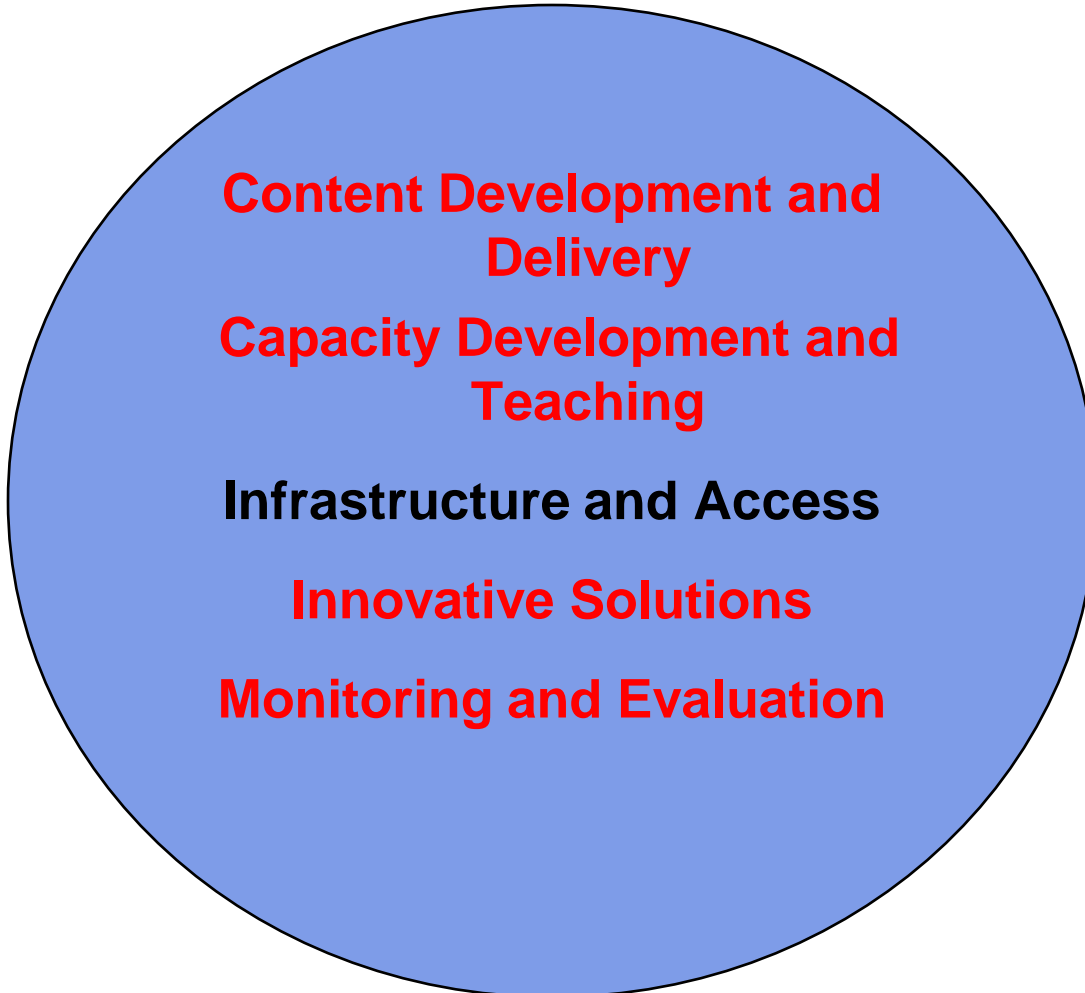 Content Development and
Delivery
Capacity Development and
Teaching
Infrastructure and Access
Innovative Solutions
Monitoring and Evaluation